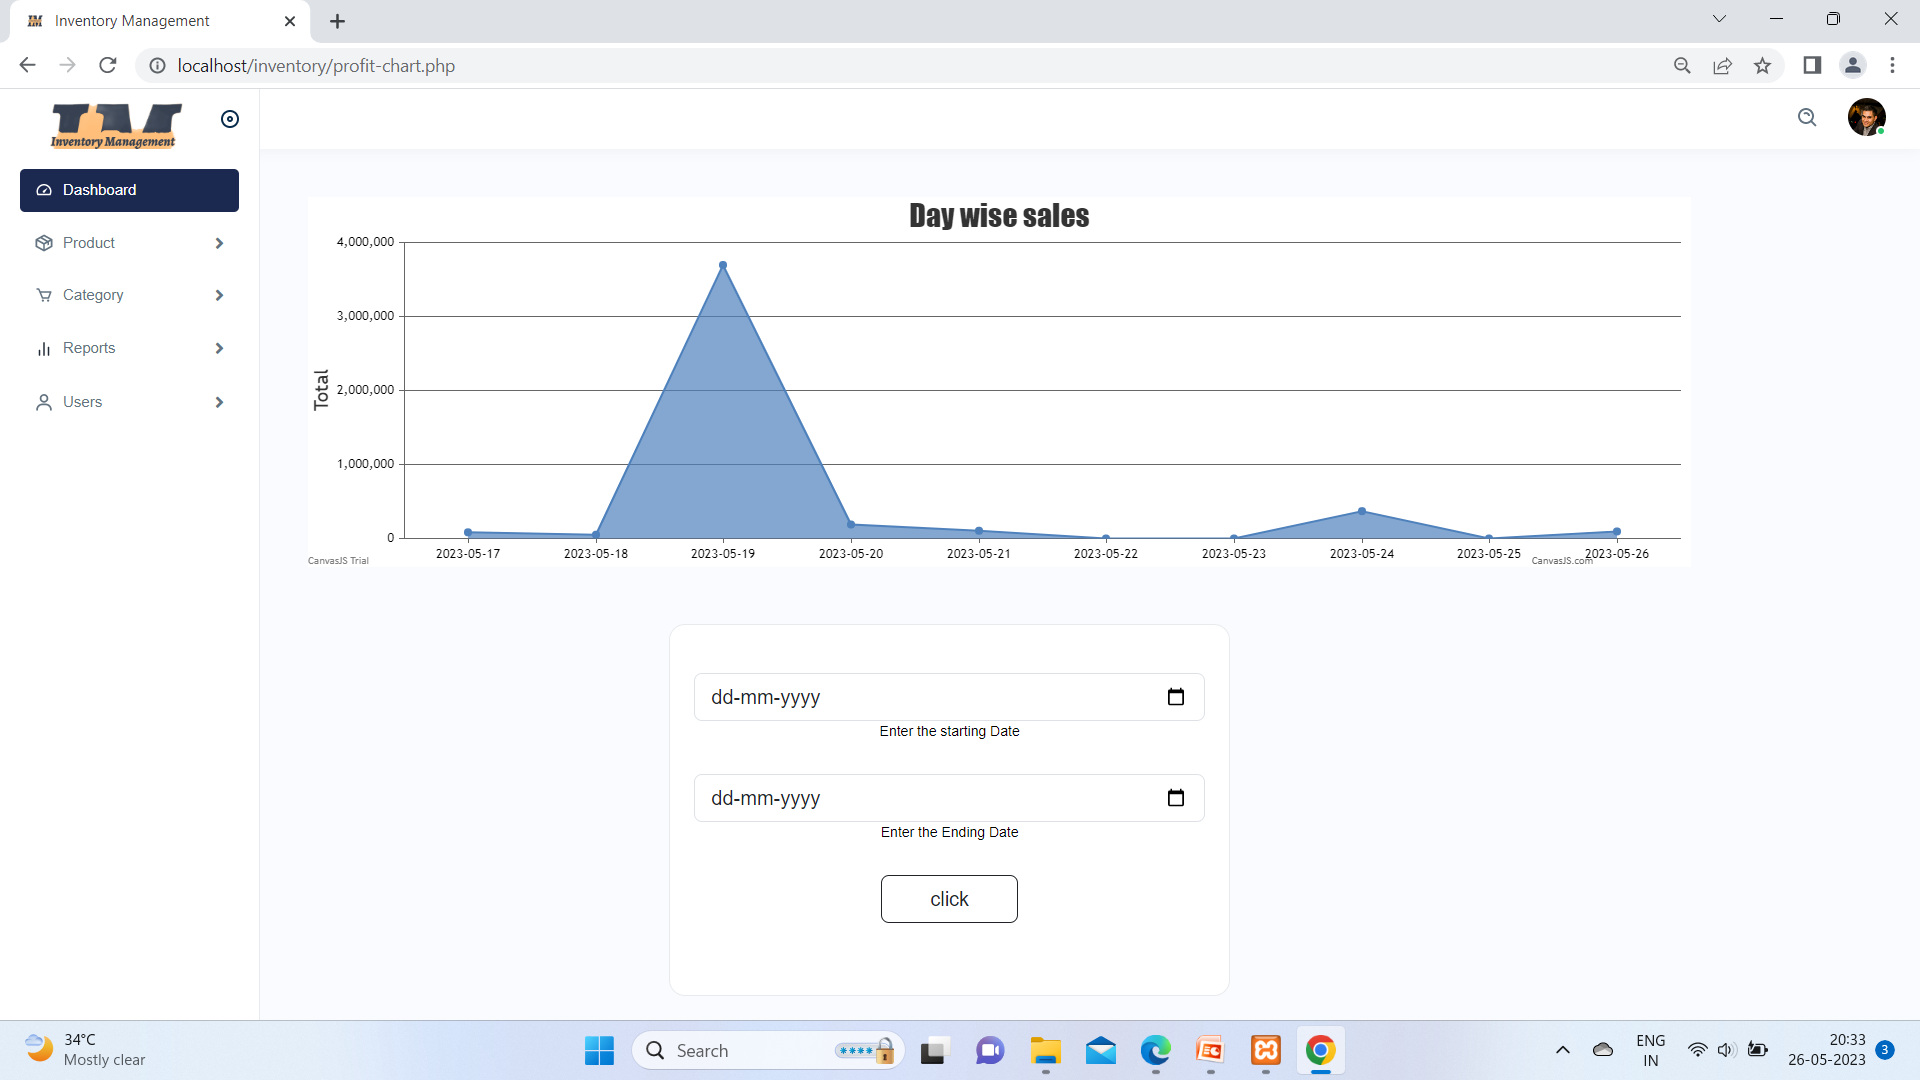 Inventory Management
localhost/inventory/profit-chart.php
Inventory Management
Dashboard
Product
Category
Reports
Users
Day wise sales
Total
4,000,000
3,000,000
2,000,000
1,000,000
0
2023-05-17 2023-05-18 2023-05-19 2023-05-20 2023-05-21 2023-05-22 2023-05-23 2023-05-24 2023-05-25 2023-05-26
CanvasJS Trial CanvasJS.com
dd-mm-yyyy
Enter the starting Date
dd-mm-yyyy
Enter the Ending Date
click
34°C
Mostly clear
Search
ENG
IN
20:33
26-05-2023
3